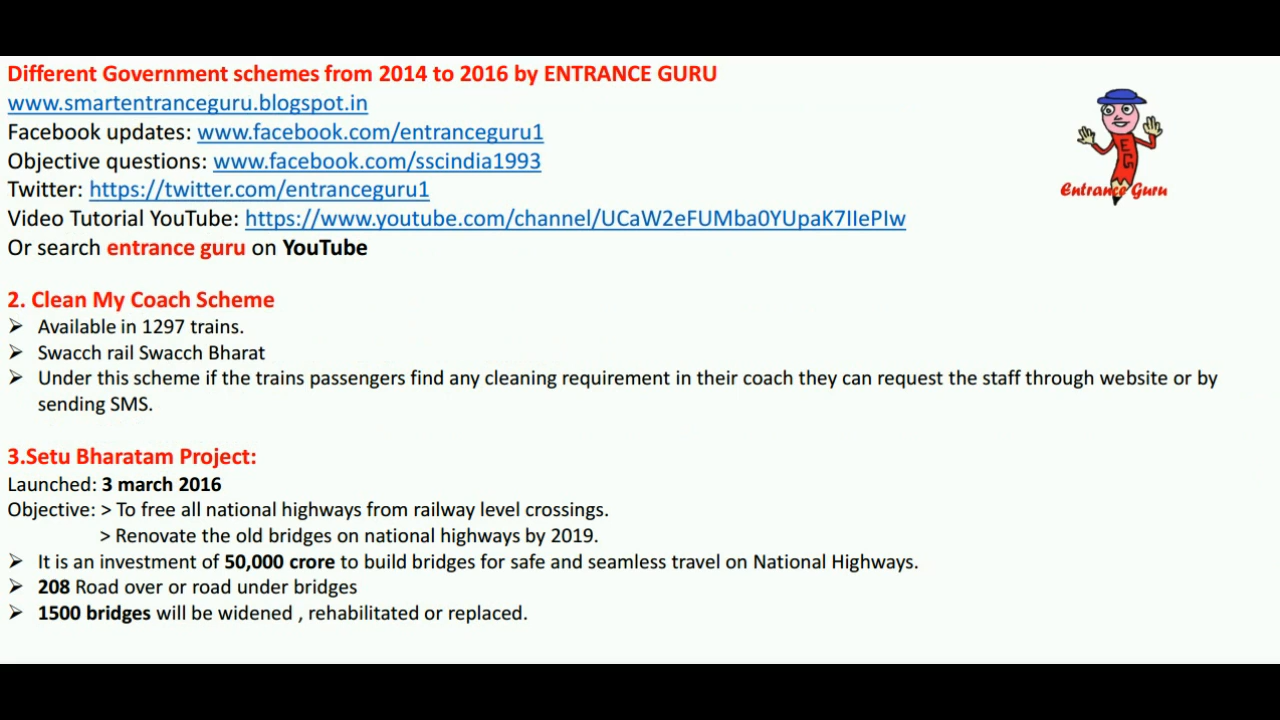 Different Government schemes from 2014 to 2016 by ENTRANCE GURU
www.smartentranceguru.blogspot.in
Facebook updates: www.facebook.com/entranceguru1
Objective questions: www.facebook.com/sscindia1993
Twitter: https://twitter.com/entranceguru1
Video Tutorial YouTube: https://www.youtube.com/channel/UCaW2eFUMba0YUpaK7IIePIw
Or search entrance guru on YouTube
EG
Entrance Guru
2. Clean My Coach Scheme
➢ Available in 1297 trains.
➢ Swacch rail Swacch Bharat
➢ Under this scheme if the trains passengers find any cleaning requirement in their coach they can request the staff through website or by
sending SMS.
3.Setu Bharatam Project:
Launched: 3 march 2016
Objective: > To free all national highways from railway level crossings.
> Renovate the old bridges on national highways by 2019.
➢ It is an investment of 50,000 crore to build bridges for safe and seamless travel on National Highways.
➢ 208 Road over or road under bridges
➢ 1500 bridges will be widened , rehabilitated or replaced.